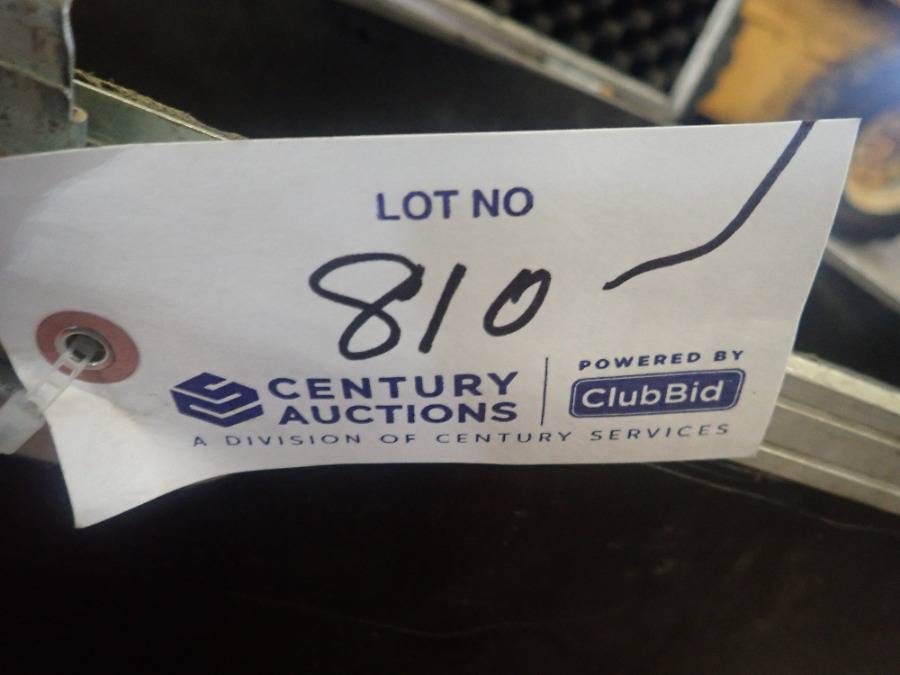 LOT NO
810
CENTURY AUCTIONS
POWERED BY
ClubBid
A DIVISION OF CENTURY SERVICES